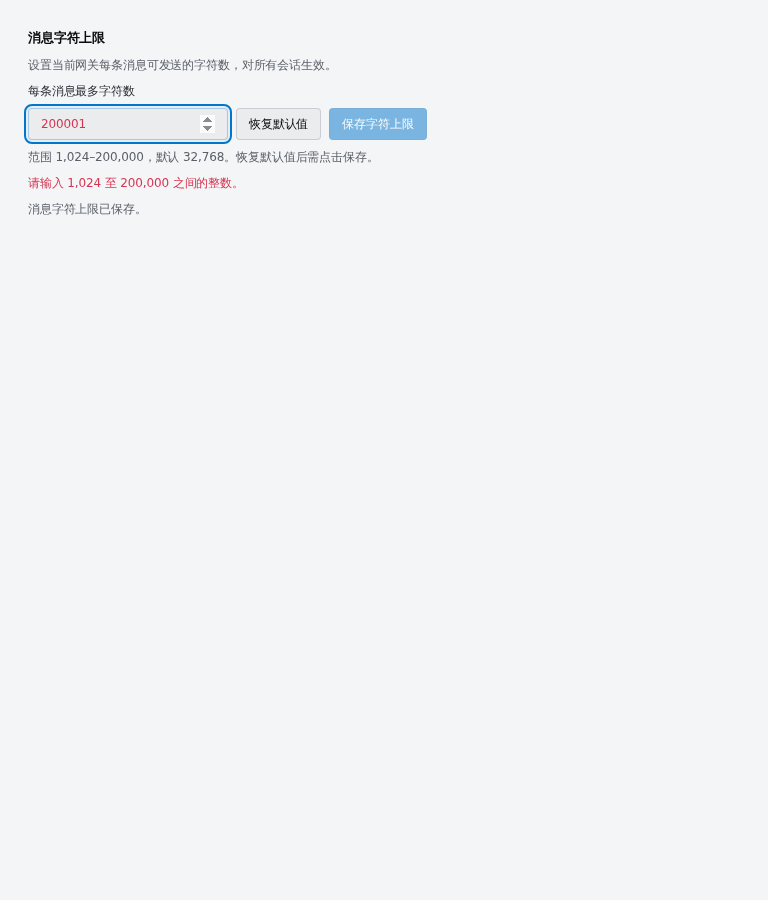 消息字符上限
设置当前网关每条消息可发送的字符数，对所有会话生效。
每条消息最多字符数
200001 恢复默认值 保存字符上限
范围 1,024–200,000，默认 32,768。恢复默认值后需点击保存。
请输入 1,024 至 200,000 之间的整数。
消息字符上限已保存。